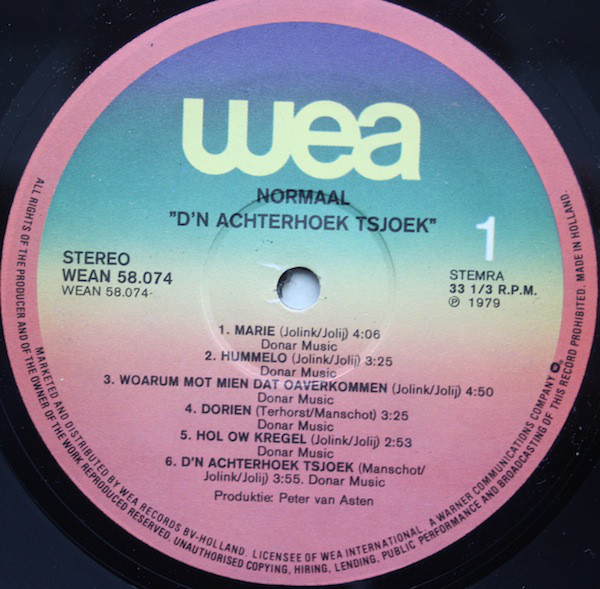 wea
NORMAAL
"D'N ACHTERHOEK TSJOEK"
1
STEREO
WEAN 58.074
WEAN 58.074-
STEMRA
33 1/3 R.P.M.
Ⓟ 1979
1. MARIE (Jolink/Jolij) 4:06
Donar Music
2. HUMMELO (Jolink/Jolij) 3:25
Donar Music
3. WOARUM MOT MIEN DAT OAVERKOMMEN (Jolink/Jolij) 4:50
Donar Music
4. DORIEN (Terhorst/Manschot) 3:25
Donar Music
5. HOL OW KREGEL (Jolink/Jolij) 2:53
Donar Music
6. D'N ACHTERHOEK TSJOEK (Manschot/
Jolink/Jolij) 3:55. Donar Music
Produktie: Peter van Asten
ALL RIGHTS OF THE PRODUCER AND OF THE OWNER OF THE WORK REPRODUCED RESERVED. UNAUTHORISED COPYING, HIRING, LENDING, PUBLIC PERFORMANCE AND BROADCASTING OF THIS RECORD PROHIBITED. MADE IN HOLLAND.
MARKETED AND DISTRIBUTED BY WEA RECORDS BV-HOLLAND. LICENSEE OF WEA INTERNATIONAL. A WARNER COMMUNICATIONS COMPANY